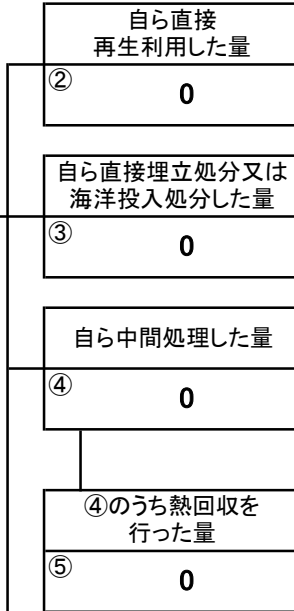 自ら直接
再生利用した量
②
0
自ら直接埋立処分又は
海洋投入処分した量
③
0
自ら中間処理した量
④
0
④のうち熱回収を
行った量
⑤
0